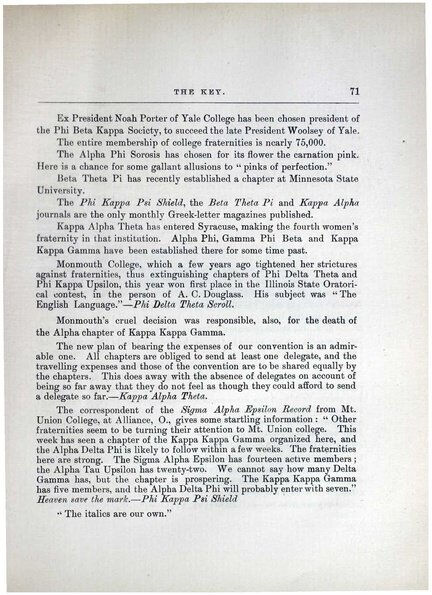 THE KEY. 71
Ex President Noah Porter of Yale College has been chosen president of
the Phi Beta Kappa Society, to succeed the late President Woolsey of Yale.
The entire membership of college fraternities is nearly 75,000.
The Alpha Phi Sorosis has chosen for its flower the carnation pink.
Here is a chance for some gallant allusions to " pinks of perfection."
Beta Theta Pi has recently established a chapter at Minnesota State
University.
The Phi Kappa Psi Shield, the Beta Theta Pi and Kappa Alpha
journals are the only monthly Greek-letter magazines published.
Kappa Alpha Theta has entered Syracuse, making the fourth women's
fraternity in that institution. Alpha Phi, Gamma Phi Beta and Kappa
Kappa Gamma have been established there for some time past.
Monmouth College, which a few years ago tightened her strictures
against fraternities, thus extinguishing chapters of Phi Delta Theta and
Phi Kappa Upsilon, this year won first place in the Illinois State Oratori-
cal contest, in the person of A. C. Douglass. His subject was "The
English Language."—Phi Delta Theta Scroll.
Monmouth's cruel decision was responsible, also, for the death of
the Alpha chapter of Kappa Kappa Gamma.
The new plan of bearing the expenses of our convention is an admir-
able one. All chapters are obliged to send at least one delegate, and the
travelling expenses and those of the convention are to be shared equally by
the chapters. This does away with the absence of delegates on account of
being so far away that they do not feel as though they could afford to send
a delegate so far.—Kappa Alpha Theta.
The correspondent of the Sigma Alpha Epsilon Record from Mt.
Union College, at Alliance, O., gives some startling information : " Other
fraternities seem to be turning their attention to Mt. Union college. This
week has seen a chapter of the Kappa Kappa Gamma organized here, and
the Alpha Delta Phi is likely to follow within a few weeks. The fraternities
here are strong. The Sigma Alpha Epsilon has fourteen active members ;
the Alpha Tau Upsilon has twenty-two. We cannot say how many Delta
Gamma has, but the chapter is prospering. The Kappa Kappa Gamma
has five members, and the Alpha Delta Phi will probably enter with seven."
Heaven save the mark.—Phi Kappa Psi Shield
" The italics are our own."